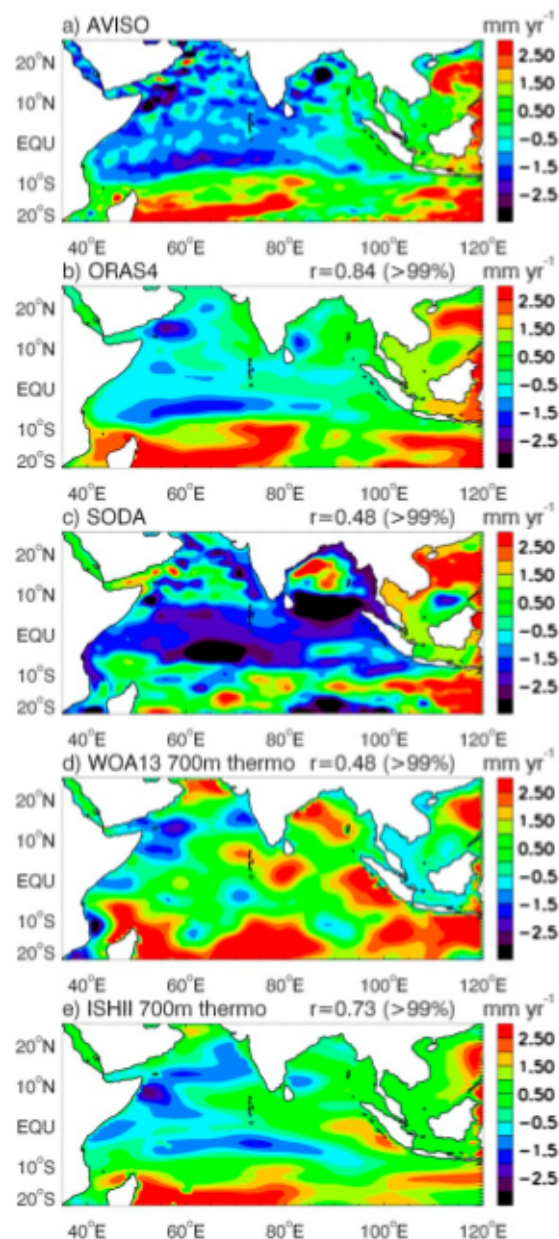 a) AVISO mm yr⁻¹
20°N 2.50
10°N 1.50
EQU 0.50
-0.5
10°S -1.5
20°S -2.5
40°E 60°E 80°E 100°E 120°E
b) ORAS4 r=0.84 (>99%) mm yr⁻¹
20°N 2.50
10°N 1.50
EQU 0.50
-0.5
10°S -1.5
20°S -2.5
40°E 60°E 80°E 100°E 120°E
c) SODA r=0.48 (>99%) mm yr⁻¹
20°N 2.50
10°N 1.50
EQU 0.50
-0.5
10°S -1.5
20°S -2.5
40°E 60°E 80°E 100°E 120°E
d) WOA13 700m thermo r=0.48 (>99%) mm yr⁻¹
20°N 2.50
10°N 1.50
EQU 0.50
-0.5
10°S -1.5
20°S -2.5
40°E 60°E 80°E 100°E 120°E
e) ISHII 700m thermo r=0.73 (>99%) mm yr⁻¹
20°N 2.50
10°N 1.50
EQU 0.50
-0.5
10°S -1.5
20°S -2.5
40°E 60°E 80°E 100°E 120°E